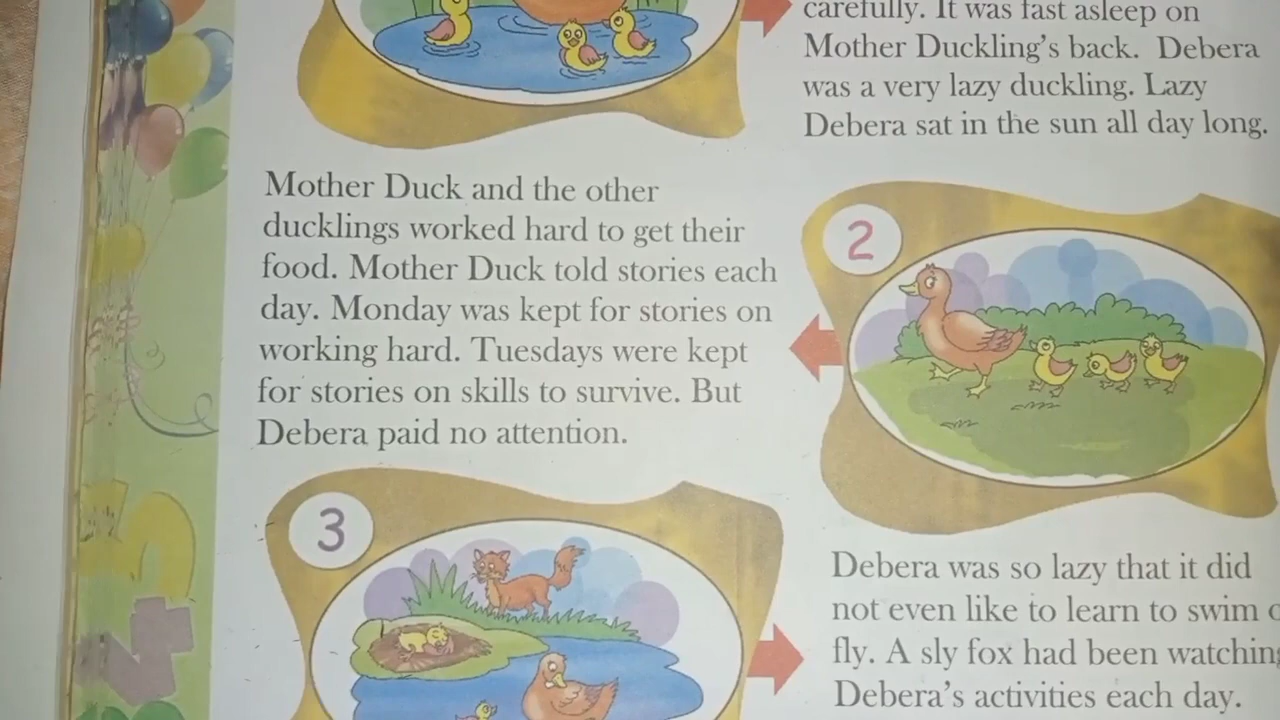 carefully. It was fast asleep on
Mother Duckling's back. Debera
was a very lazy duckling. Lazy
Debera sat in the sun all day long.
Mother Duck and the other
ducklings worked hard to get their
food. Mother Duck told stories each
day. Monday was kept for stories on
working hard. Tuesdays were kept
for stories on skills to survive. But
Debera paid no attention.
2
3
Debera was so lazy that it did
not even like to learn to swim
fly. A sly fox had been watching
Debera's activities each day.